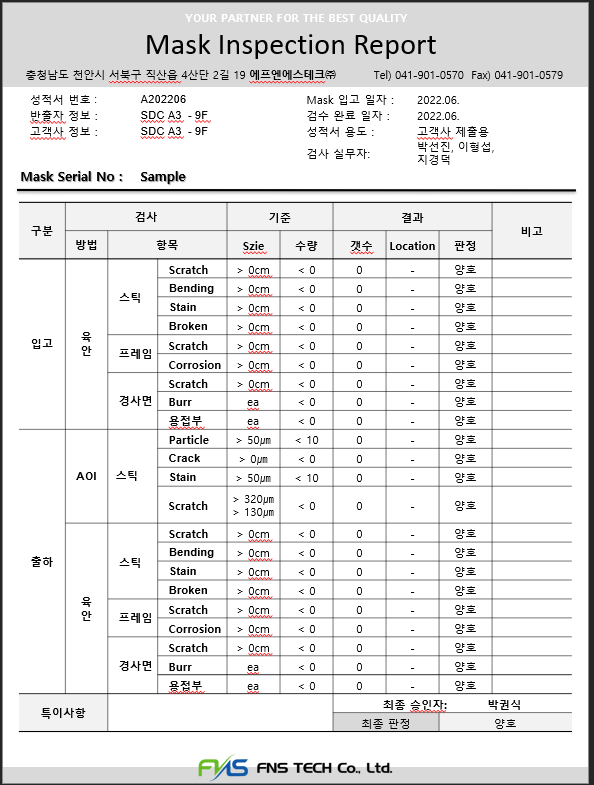 YOUR PARTNER FOR THE BEST QUALITY
Mask Inspection Report
충청남도 천안시 서북구 직산읍 4산단 2길 19 에프엔에스테크㈜ Tel) 041-901-0570 Fax) 041-901-0579
성적서 번호 : A202206 Mask 입고 일자 : 2022.06.
반출자 정보 : SDC A3 - 9F 검수 완료 일자 : 2022.06.
고객사 정보 : SDC A3 - 9F 성적서 용도 : 고객사 제출용
검사 실무자: 박선진, 이형섭,
지경덕
Mask Serial No : Sample
구분 검사 기준 결과 비고
방법 항목 Szie 수량 갯수 Location 판정
입고 육안 스틱 Scratch > 0cm < 0 0 - 양호
Bending > 0cm < 0 0 - 양호
Stain > 0cm < 0 0 - 양호
Broken > 0cm < 0 0 - 양호
프레임 Scratch > 0cm < 0 0 - 양호
Corrosion > 0cm < 0 0 - 양호
경사면 Scratch > 0cm < 0 0 - 양호
Burr ea < 0 0 - 양호
용접부 ea < 0 0 - 양호
출하 AOI 스틱 Particle > 50㎛ < 10 0 - 양호
Crack > 0㎛ < 0 0 - 양호
Stain > 50㎛ < 10 0 - 양호
Scratch > 320㎛ > 130㎛ < 0 0 - 양호
육안 스틱 Scratch > 0cm < 0 0 - 양호
Bending > 0cm < 0 0 - 양호
Stain > 0cm < 0 0 - 양호
Broken > 0cm < 0 0 - 양호
프레임 Scratch > 0cm < 0 0 - 양호
Corrosion > 0cm < 0 0 - 양호
경사면 Scratch > 0cm < 0 0 - 양호
Burr ea < 0 0 - 양호
용접부 ea < 0 0 - 양호
특이사항 최종 승인자: 박권식
최종 판정 양호
FNS FNS TECH Co., Ltd.